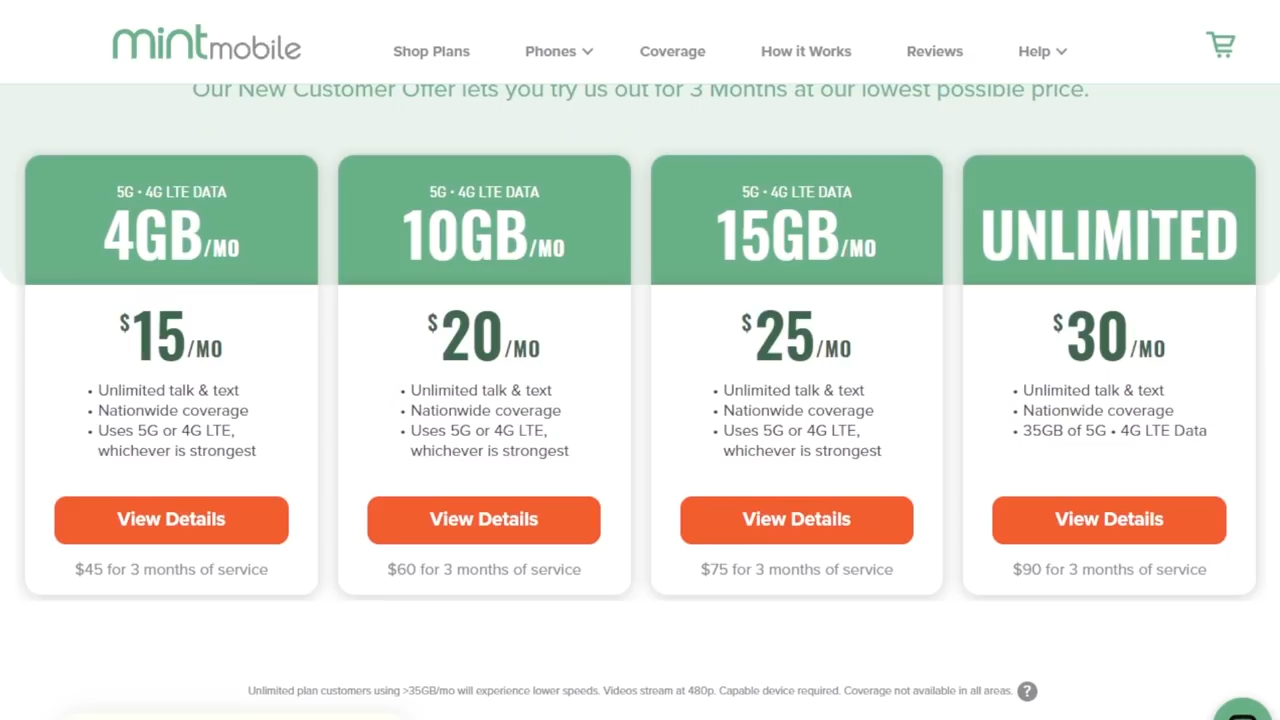 mintmobile
Shop Plans
Phones
Coverage
How it Works
Reviews
Help
Our New Customer Offer lets you try us out for 3 Months at our lowest possible price.
5G • 4G LTE DATA
4GB/MO
$15/MO
• Unlimited talk & text
• Nationwide coverage
• Uses 5G or 4G LTE,
whichever is strongest
View Details
$45 for 3 months of service
5G • 4G LTE DATA
10GB/MO
$20/MO
• Unlimited talk & text
• Nationwide coverage
• Uses 5G or 4G LTE,
whichever is strongest
View Details
$60 for 3 months of service
5G • 4G LTE DATA
15GB/MO
$25/MO
• Unlimited talk & text
• Nationwide coverage
• Uses 5G or 4G LTE,
whichever is strongest
View Details
$75 for 3 months of service
UNLIMITED
$30/MO
• Unlimited talk & text
• Nationwide coverage
• 35GB of 5G • 4G LTE Data
View Details
$90 for 3 months of service
Unlimited plan customers using >35GB/mo will experience lower speeds. Videos stream at 480p. Capable device required. Coverage not available in all areas. ?